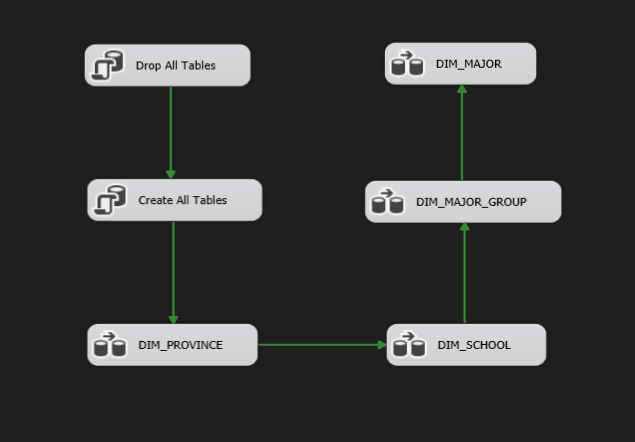 Drop All Tables
DIM_MAJOR
Create All Tables
DIM_MAJOR_GROUP
DIM_PROVINCE
DIM_SCHOOL